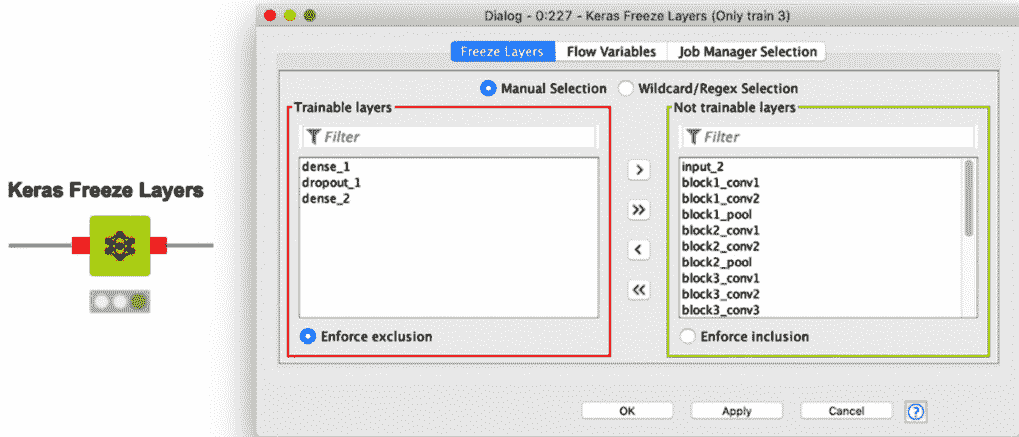 Dialog - 0:227 - Keras Freeze Layers (Only train 3)
Freeze Layers Flow Variables Job Manager Selection
Manual Selection Wildcard/Regex Selection
Trainable layers
Filter
dense_1
dropout_1
dense_2
Enforce exclusion
>
>>
<
<<
Not trainable layers
Filter
input_2
block1_conv1
block1_conv2
block1_pool
block2_conv1
block2_conv2
block2_pool
block3_conv1
block3_conv2
block3_conv3
Enforce inclusion
OK Apply Cancel ?
Keras Freeze Layers